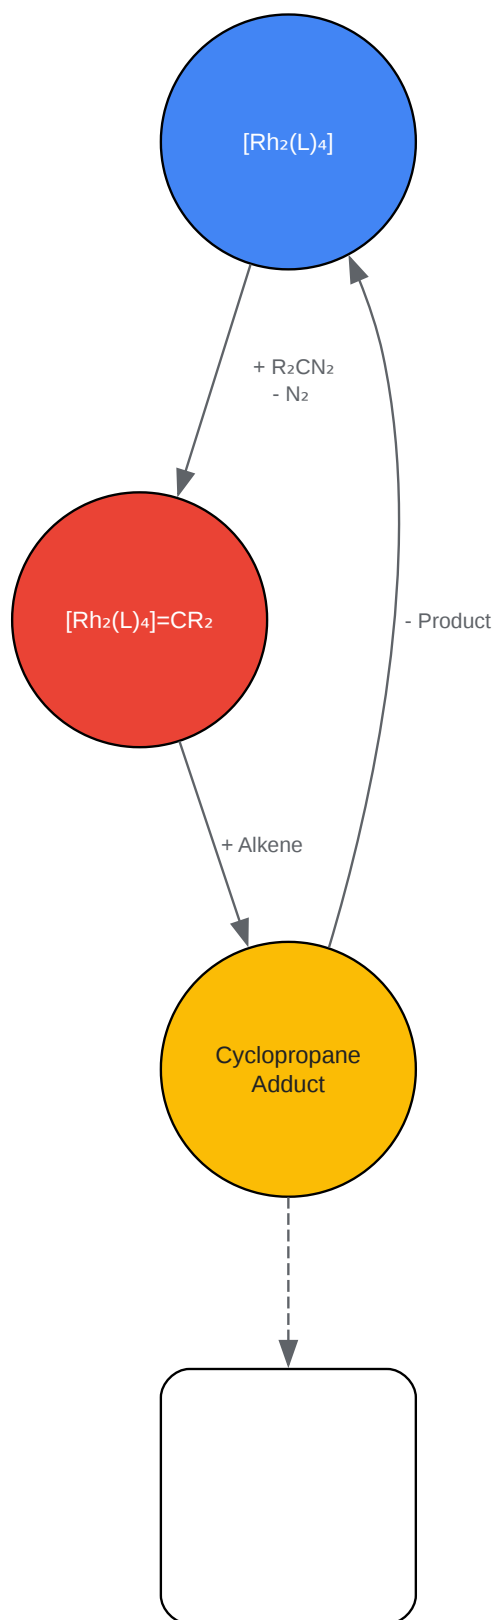 [Rh₂(L)₄]
+ R₂CN₂
- N₂
[Rh₂(L)₄]=CR₂
- Product
+ Alkene
Cyclopropane
Adduct